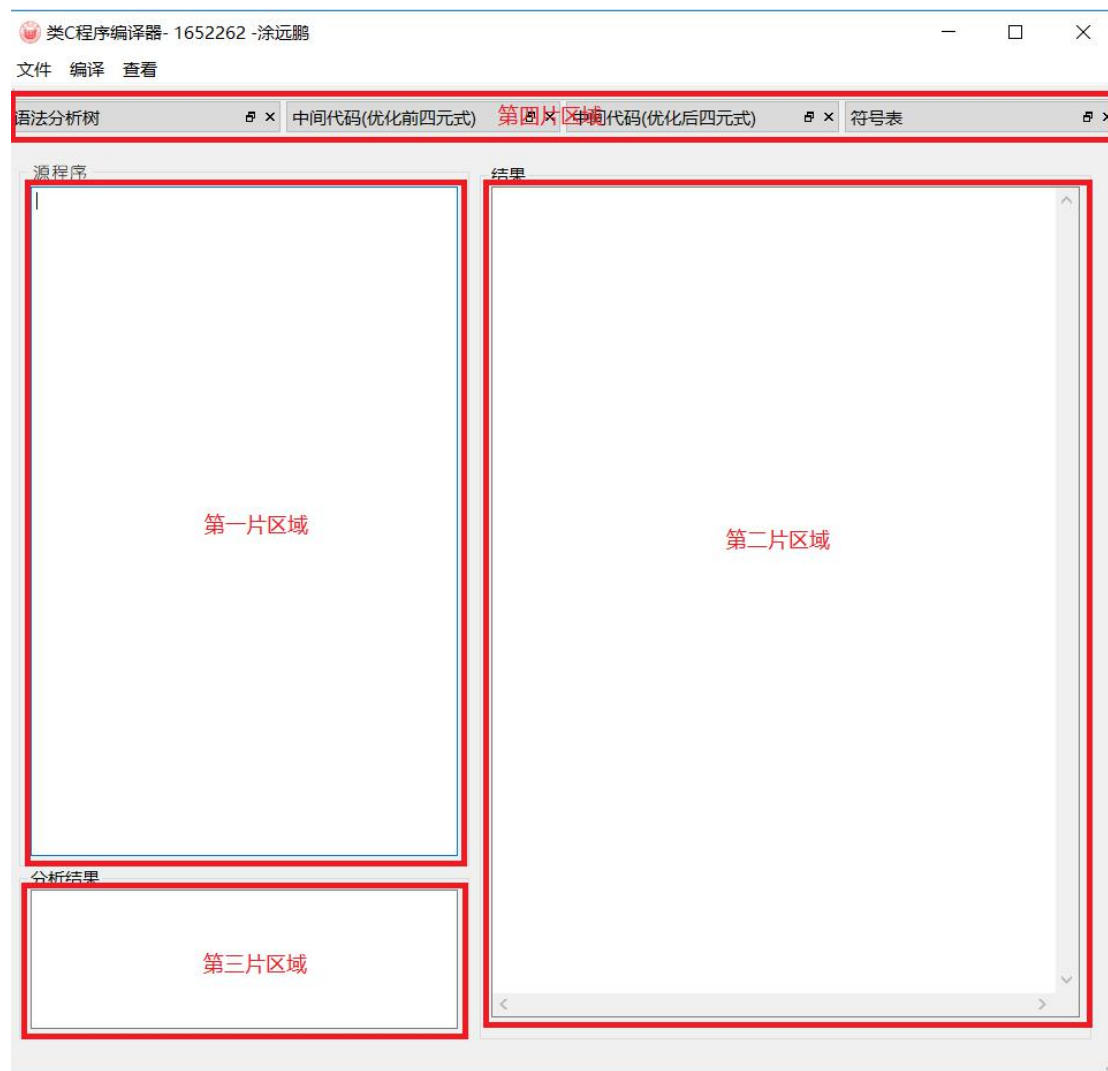 类C程序编译器- 1652262 -涂远鹏
文件 编译 查看
语法分析树 中间代码(优化前四元式) 第四片区域 中间代码(优化后四元式) 符号表
源程序 结果
第一片区域 第二片区域
分析结果
第三片区域